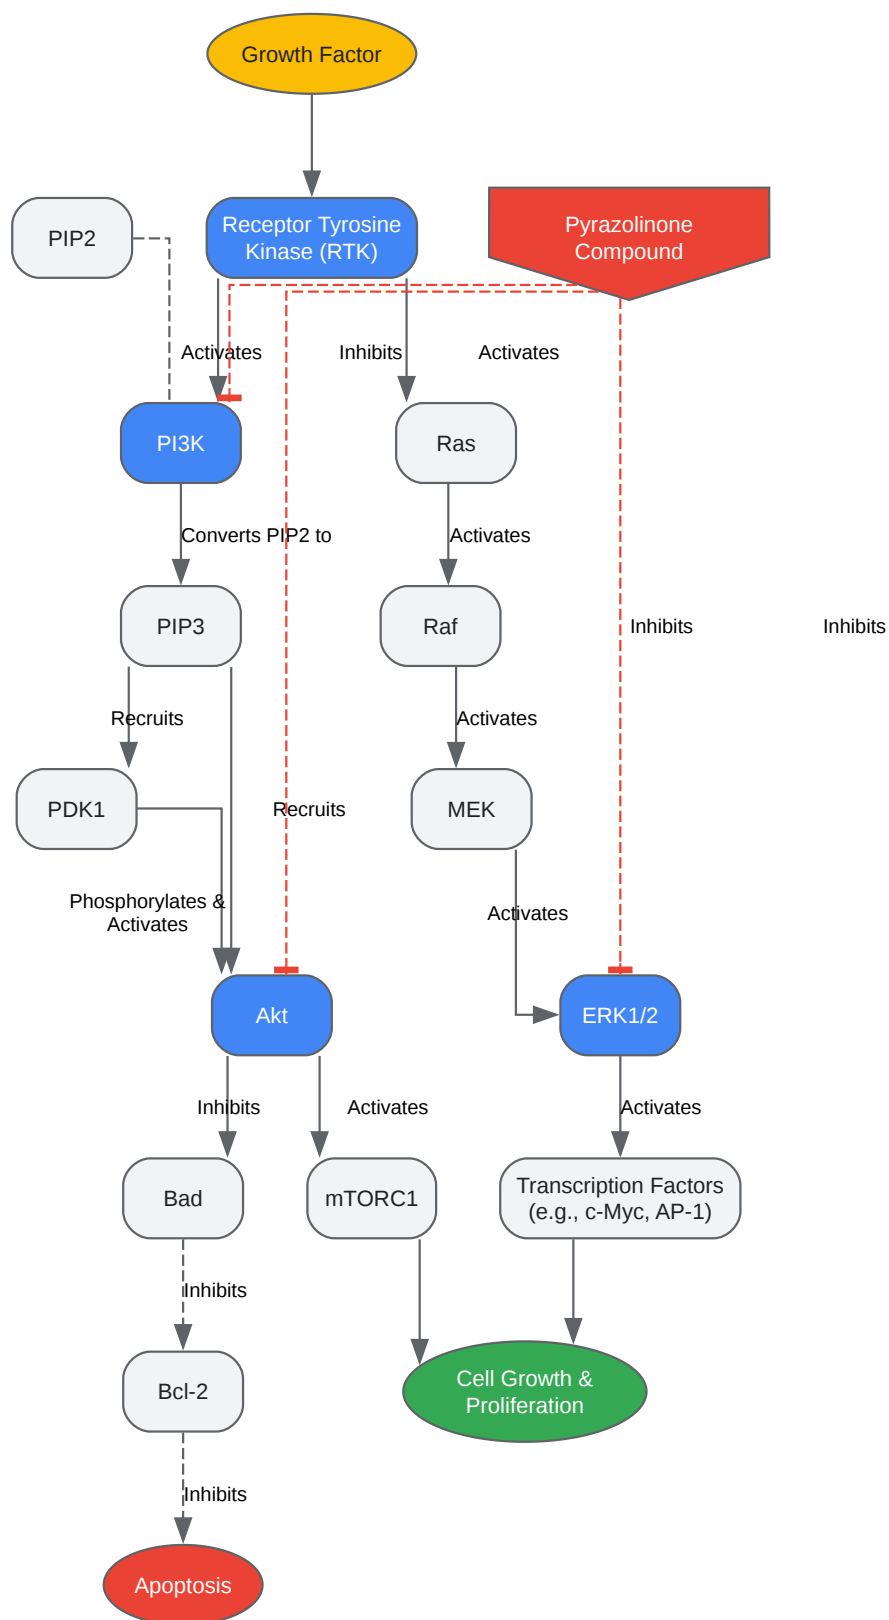 Growth Factor
PIP2
Receptor Tyrosine
Kinase (RTK)
Pyrazolinone
Compound
Activates
Inhibits
Activates
PI3K
Ras
Converts PIP2 to
Activates
PIP3
Raf
Inhibits
Inhibits
Recruits
Activates
PDK1
Recruits
MEK
Phosphorylates &
Activates
Activates
Akt
ERK1/2
Inhibits
Activates
Activates
Bad
mTORC1
Transcription Factors
(e.g., c-Myc, AP-1)
Inhibits
Bcl-2
Cell Growth &
Proliferation
Inhibits
Apoptosis